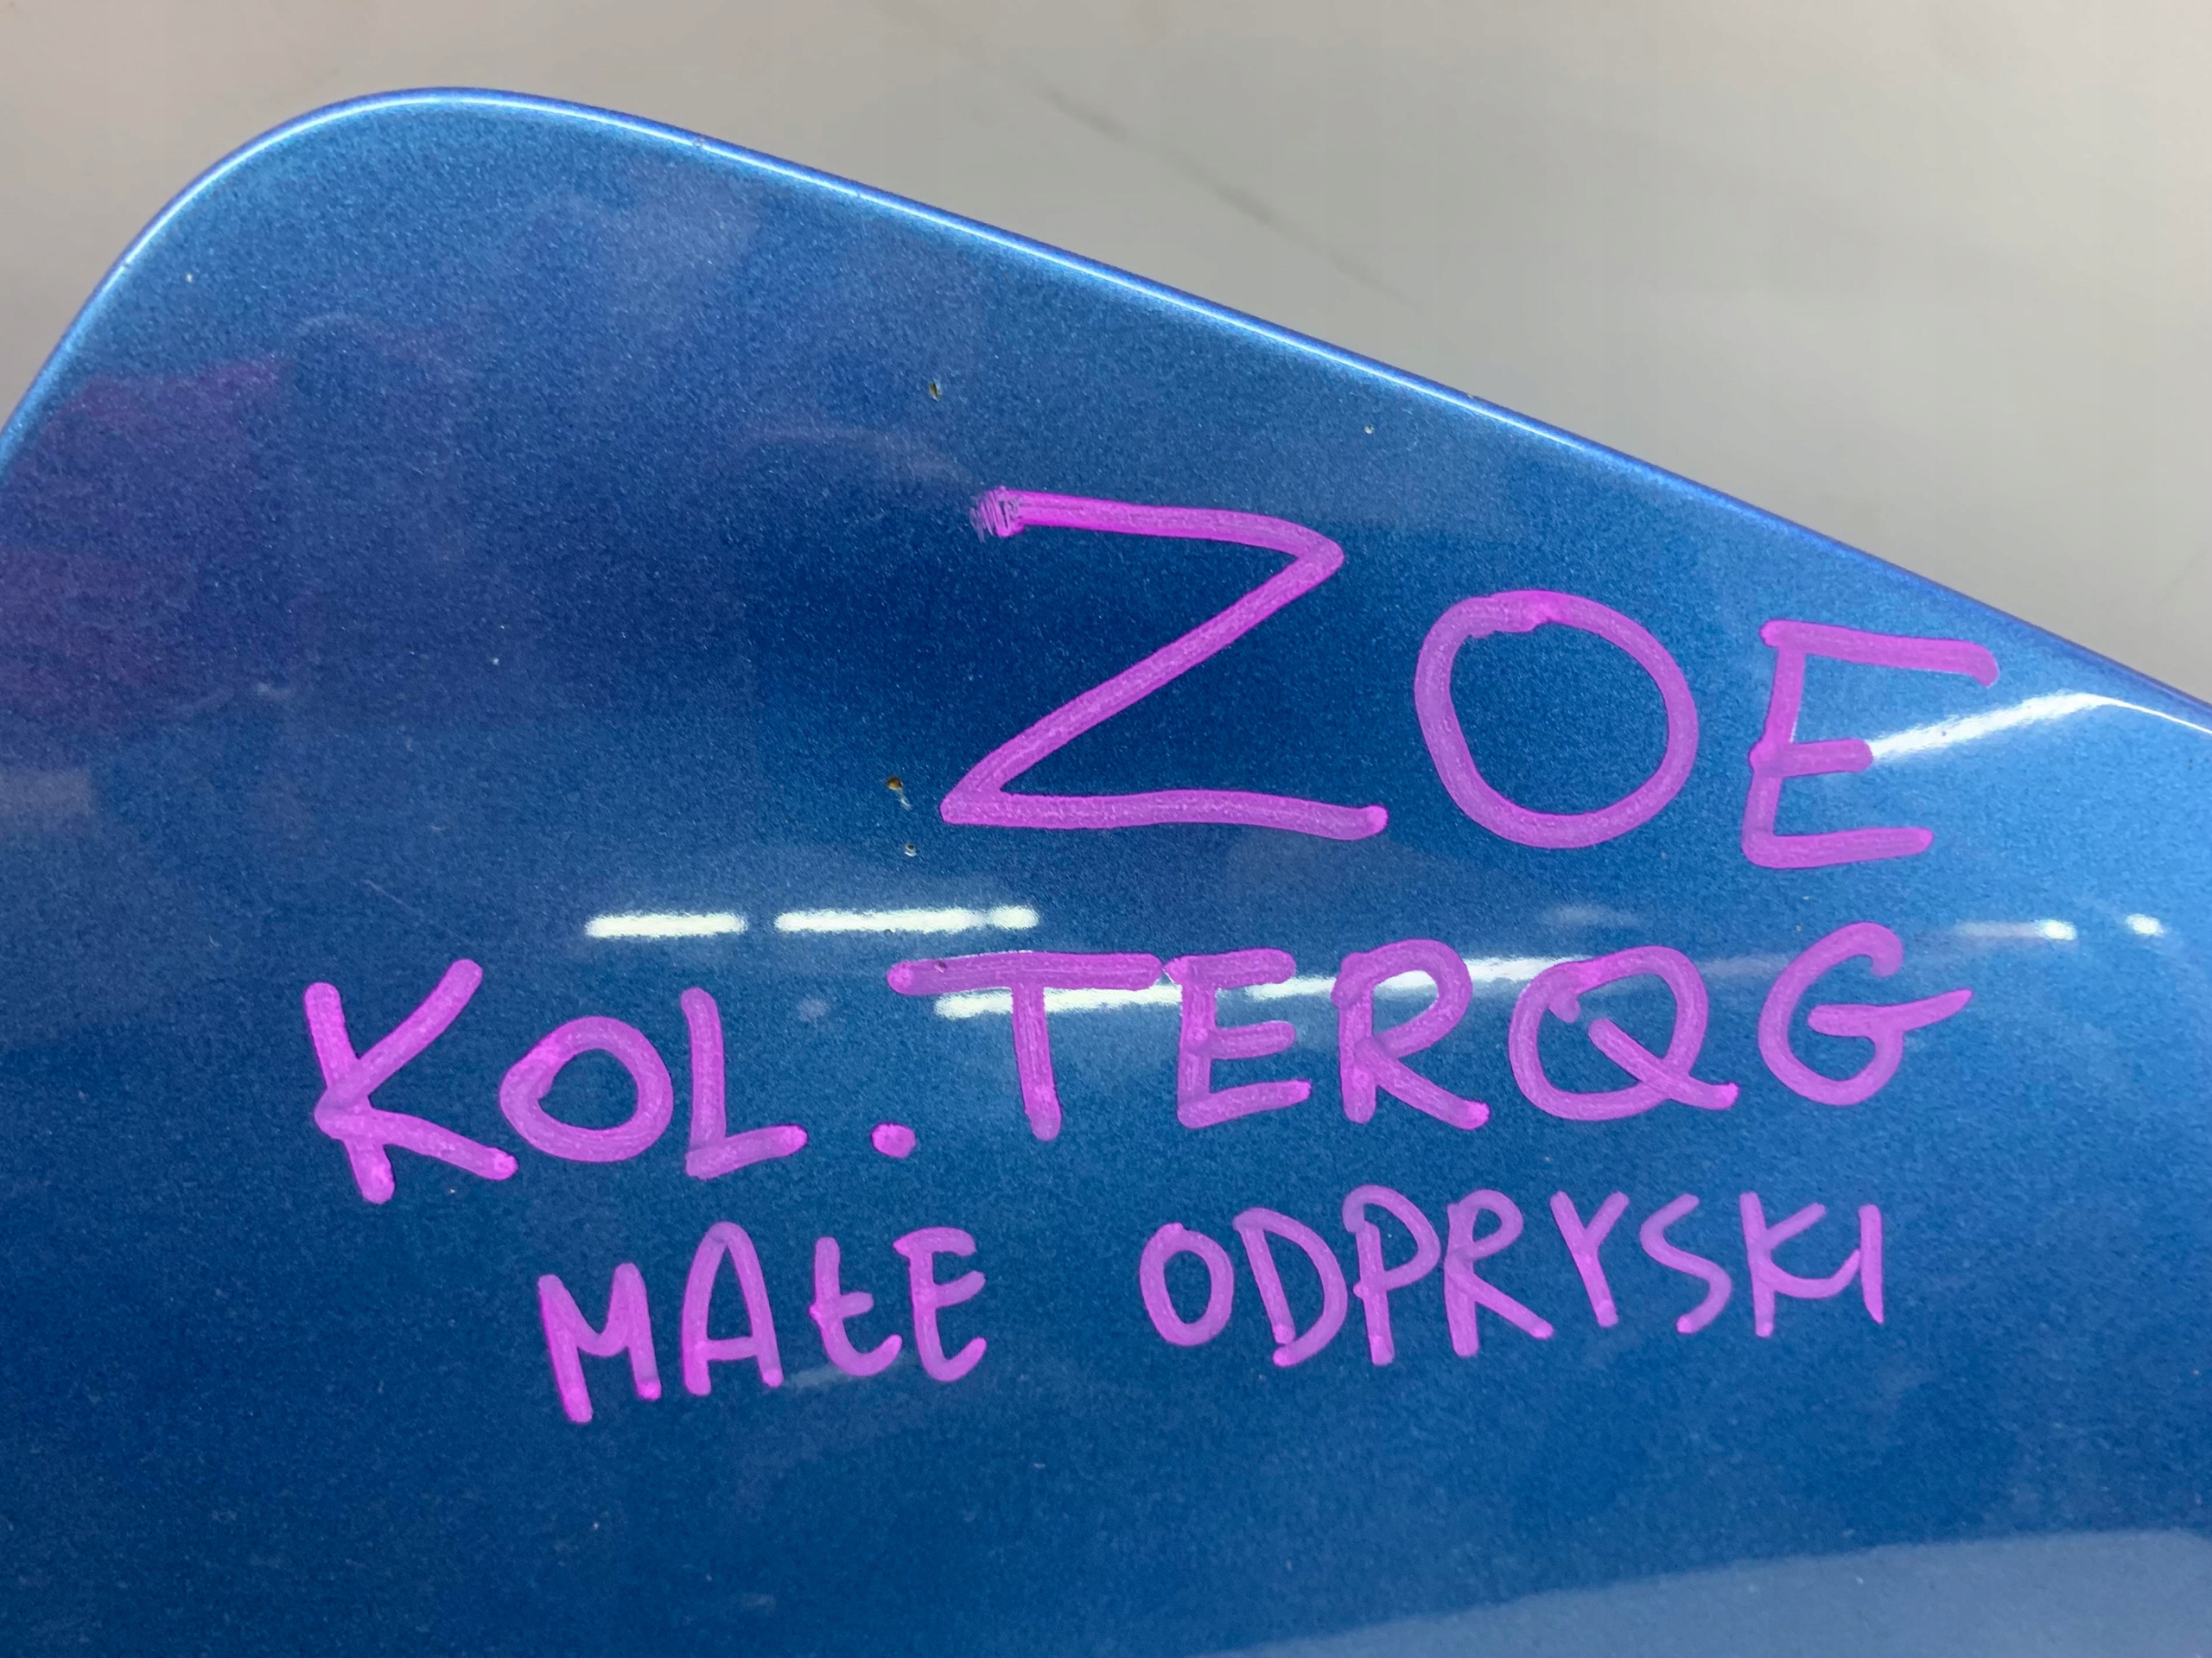 ZOE
KOL. TERQG
MAŁE ODPRYSKI